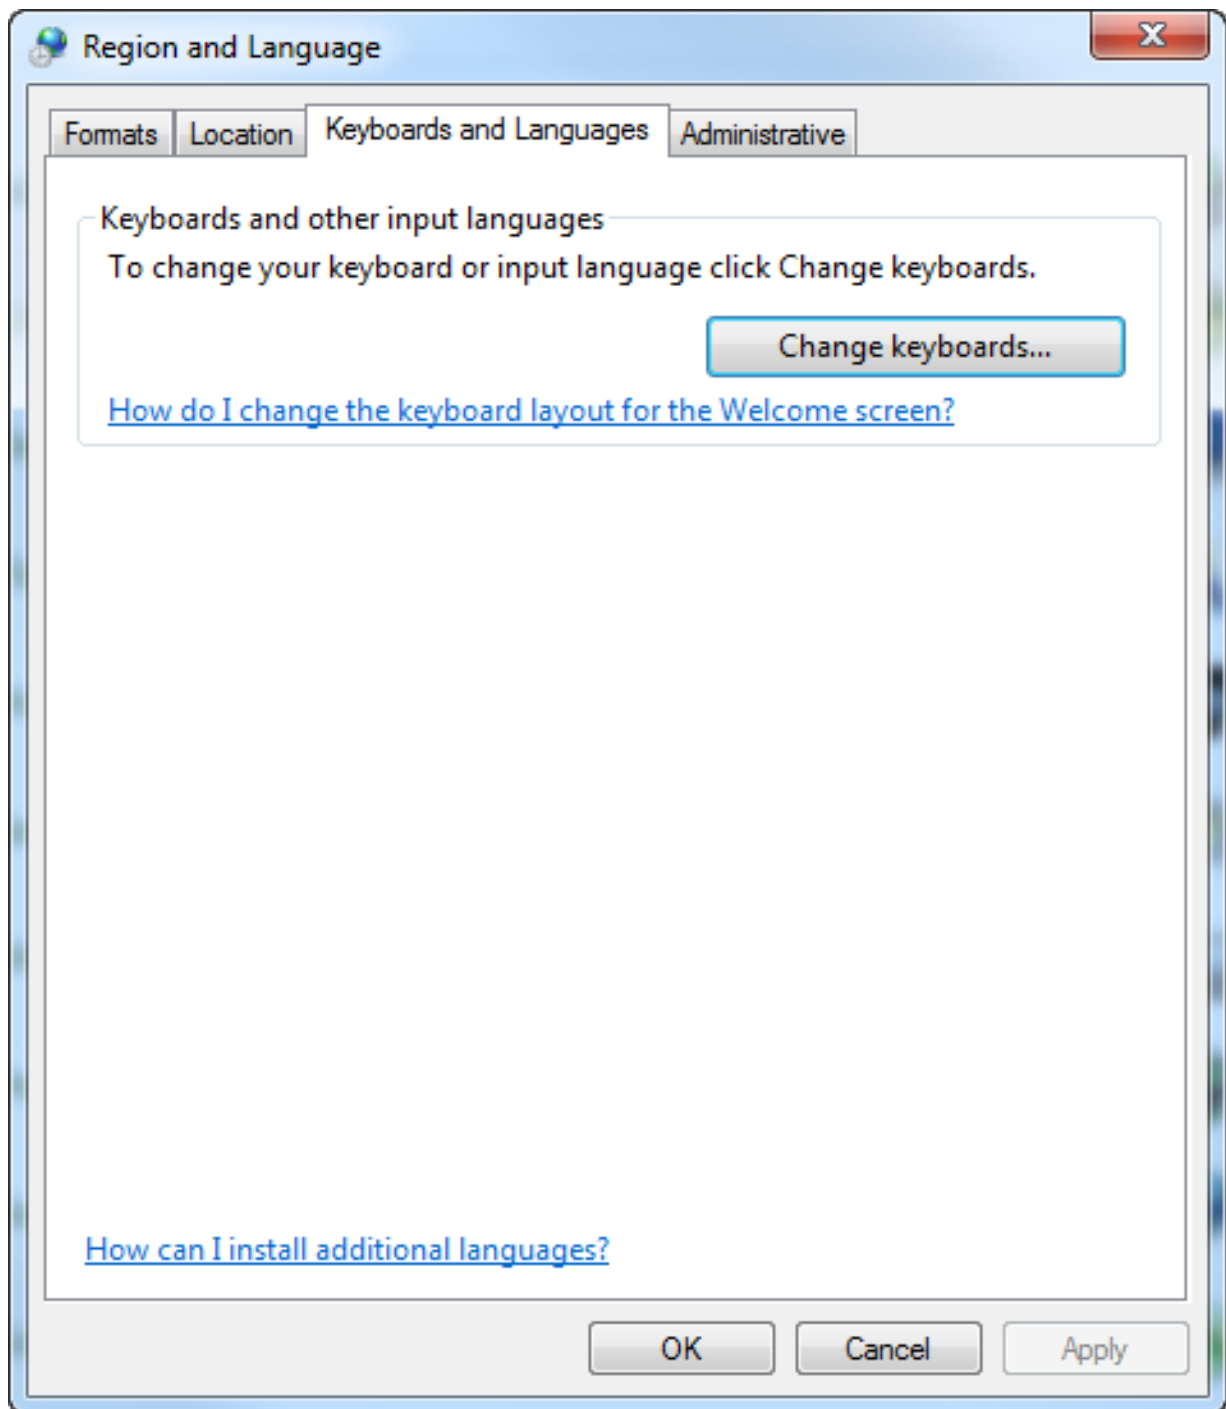 Region and Language
Formats Location Keyboards and Languages Administrative
Keyboards and other input languages
To change your keyboard or input language click Change keyboards.
Change keyboards...
How do I change the keyboard layout for the Welcome screen?
How can I install additional languages?
OK Cancel Apply